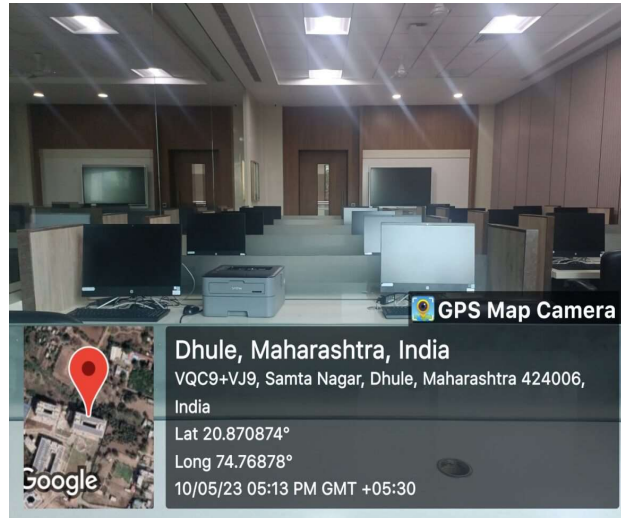 GPS Map Camera
Dhule, Maharashtra, India
VQC9+VJ9, Samta Nagar, Dhule, Maharashtra 424006,
India
Lat 20.870874°
Long 74.76878°
10/05/23 05:13 PM GMT +05:30
Google